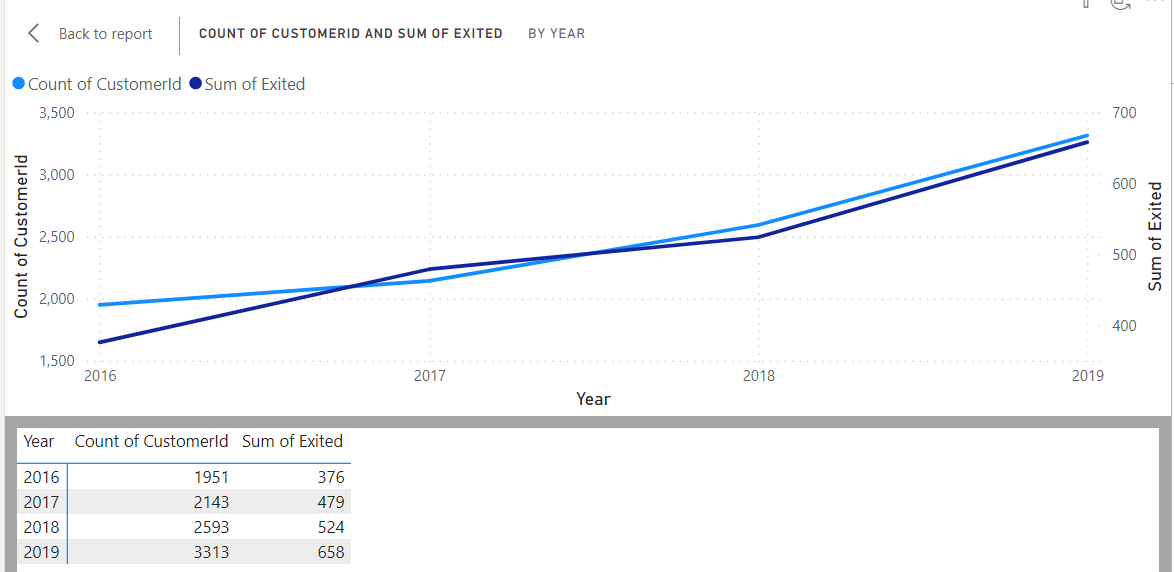 Back to report COUNT OF CUSTOMERID AND SUM OF EXITED BY YEAR
Count of CustomerId Sum of Exited
3,500 700
3,000 600
2,500 500
2,000 400
1,500
Count of CustomerId
Sum of Exited
2016 2017 2018 2019
Year
Year Count of CustomerId Sum of Exited
2016 1951 376
2017 2143 479
2018 2593 524
2019 3313 658